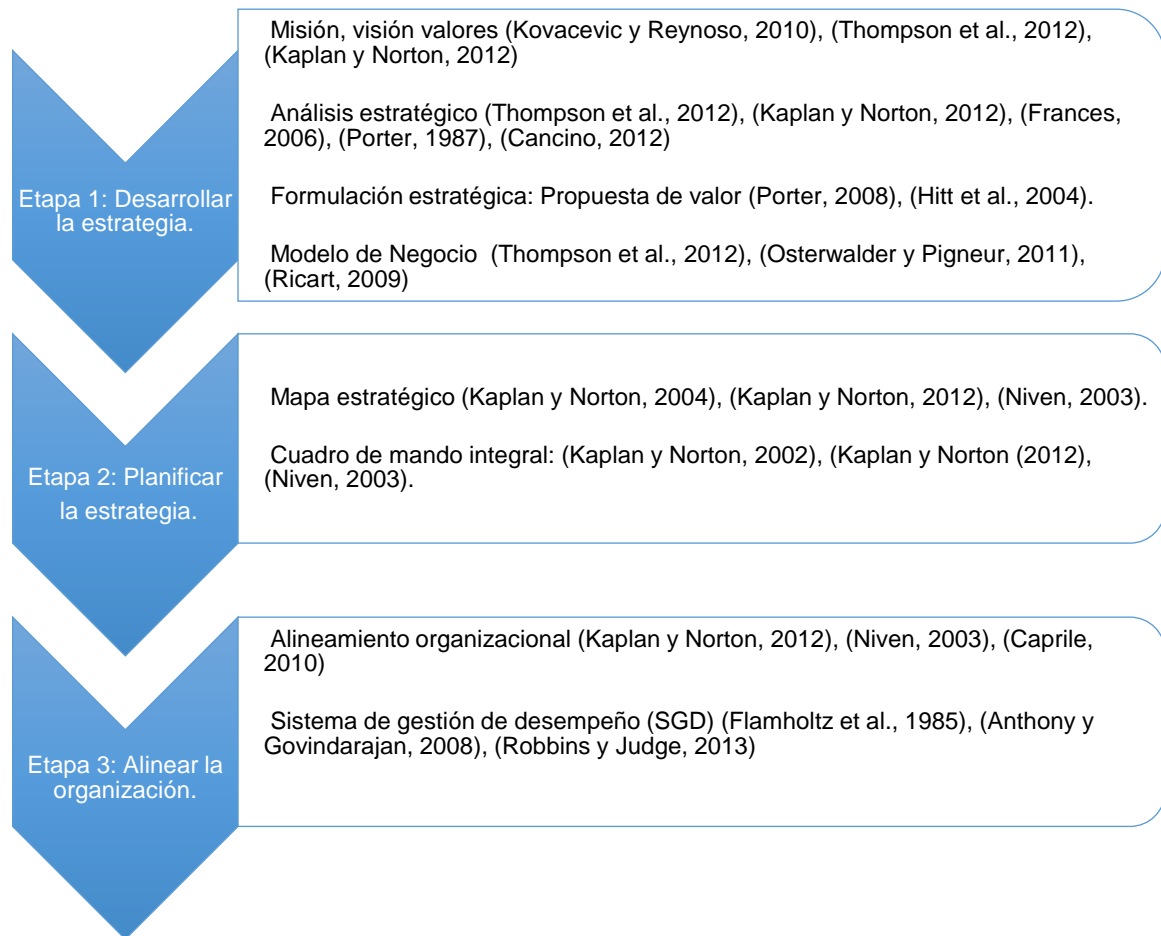 Misión, visión valores (Kovacevic y Reynoso, 2010), (Thompson et al., 2012),
(Kaplan y Norton, 2012)
Análisis estratégico (Thompson et al., 2012), (Kaplan y Norton, 2012), (Frances,
2006), (Porter, 1987), (Cancino, 2012)
Etapa 1: Desarrollar
la estrategia.
Formulación estratégica: Propuesta de valor (Porter, 2008), (Hitt et al., 2004).
Modelo de Negocio  (Thompson et al., 2012), (Osterwalder y Pigneur, 2011),
(Ricart, 2009)
Mapa estratégico (Kaplan y Norton, 2004), (Kaplan y Norton, 2012), (Niven, 2003).
Etapa 2: Planificar
la estrategia.
Cuadro de mando integral: (Kaplan y Norton, 2002), (Kaplan y Norton (2012),
(Niven, 2003).
Alineamiento organizacional (Kaplan y Norton, 2012), (Niven, 2003), (Caprile,
2010)
Etapa 3: Alinear la
organización.
Sistema de gestión de desempeño (SGD) (Flamholtz et al., 1985), (Anthony y
Govindarajan, 2008), (Robbins y Judge, 2013)